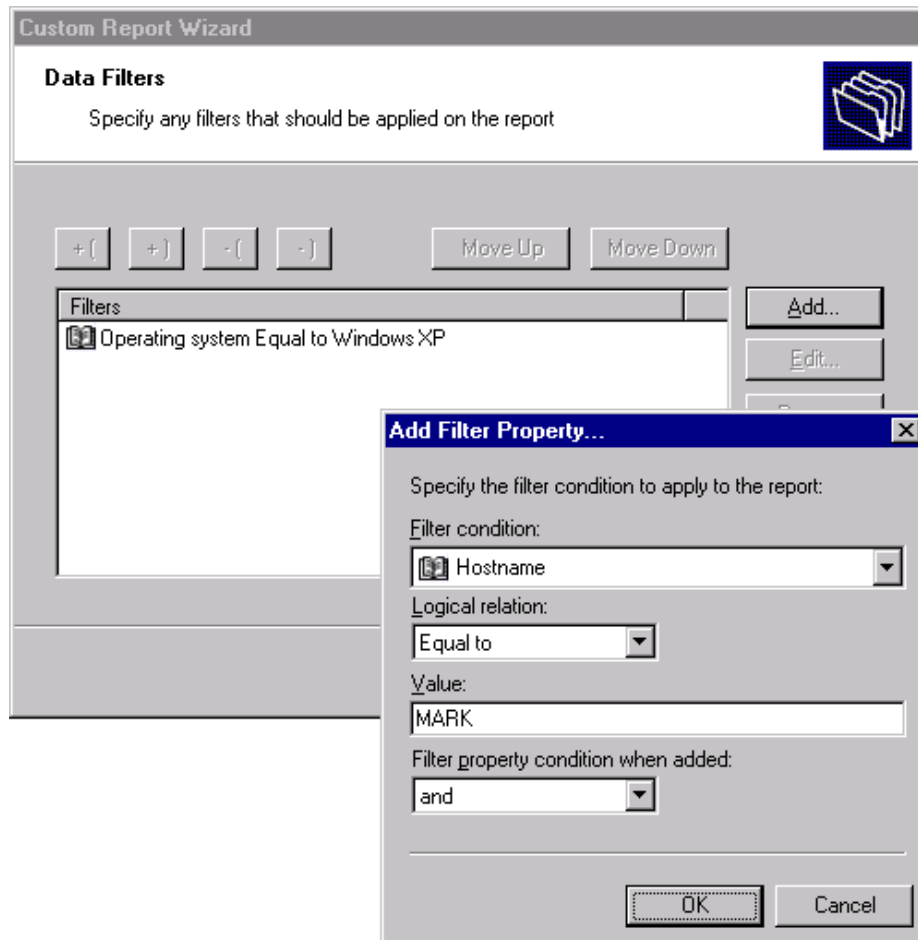 Custom Report Wizard
Data Filters
Specify any filters that should be applied on the report
+ ( + ) - ( - ) Move Up Move Down
Filters
Add...
Operating system Equal to Windows XP
Edit...
Add Filter Property...
Specify the filter condition to apply to the report:
Filter condition:
Hostname
Logical relation:
Equal to
Value:
MARK
Filter property condition when added:
and
OK Cancel